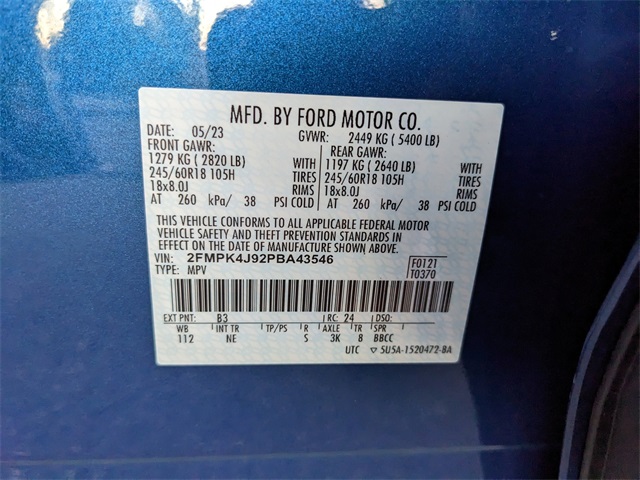 MFD. BY FORD MOTOR CO.
DATE: 05/23 GVWR: 2449 KG ( 5400 LB)
FRONT GAWR: REAR GAWR:
1279 KG ( 2820 LB) WITH 1197 KG ( 2640 LB) WITH
245/60R18 105H TIRES 245/60R18 105H TIRES
18x8.0J RIMS 18x8.0J RIMS
AT 260 kPa/ 38 PSI COLD AT 260 kPa/ 38 PSI COLD
THIS VEHICLE CONFORMS TO ALL APPLICABLE FEDERAL MOTOR
VEHICLE SAFETY AND THEFT PREVENTION STANDARDS IN
EFFECT ON THE DATE OF MANUFACTURE SHOWN ABOVE.
VIN: 2FMPK4J92PBA43546 F0121
TYPE: MPV T0370
EXT PNT: B3 RC: 24 DSO:
WB INT TR TP/PS R AXLE TR SPR
112 NE S 3K 8 BBCC
UTC ▽ 5U5A-1520472-BA